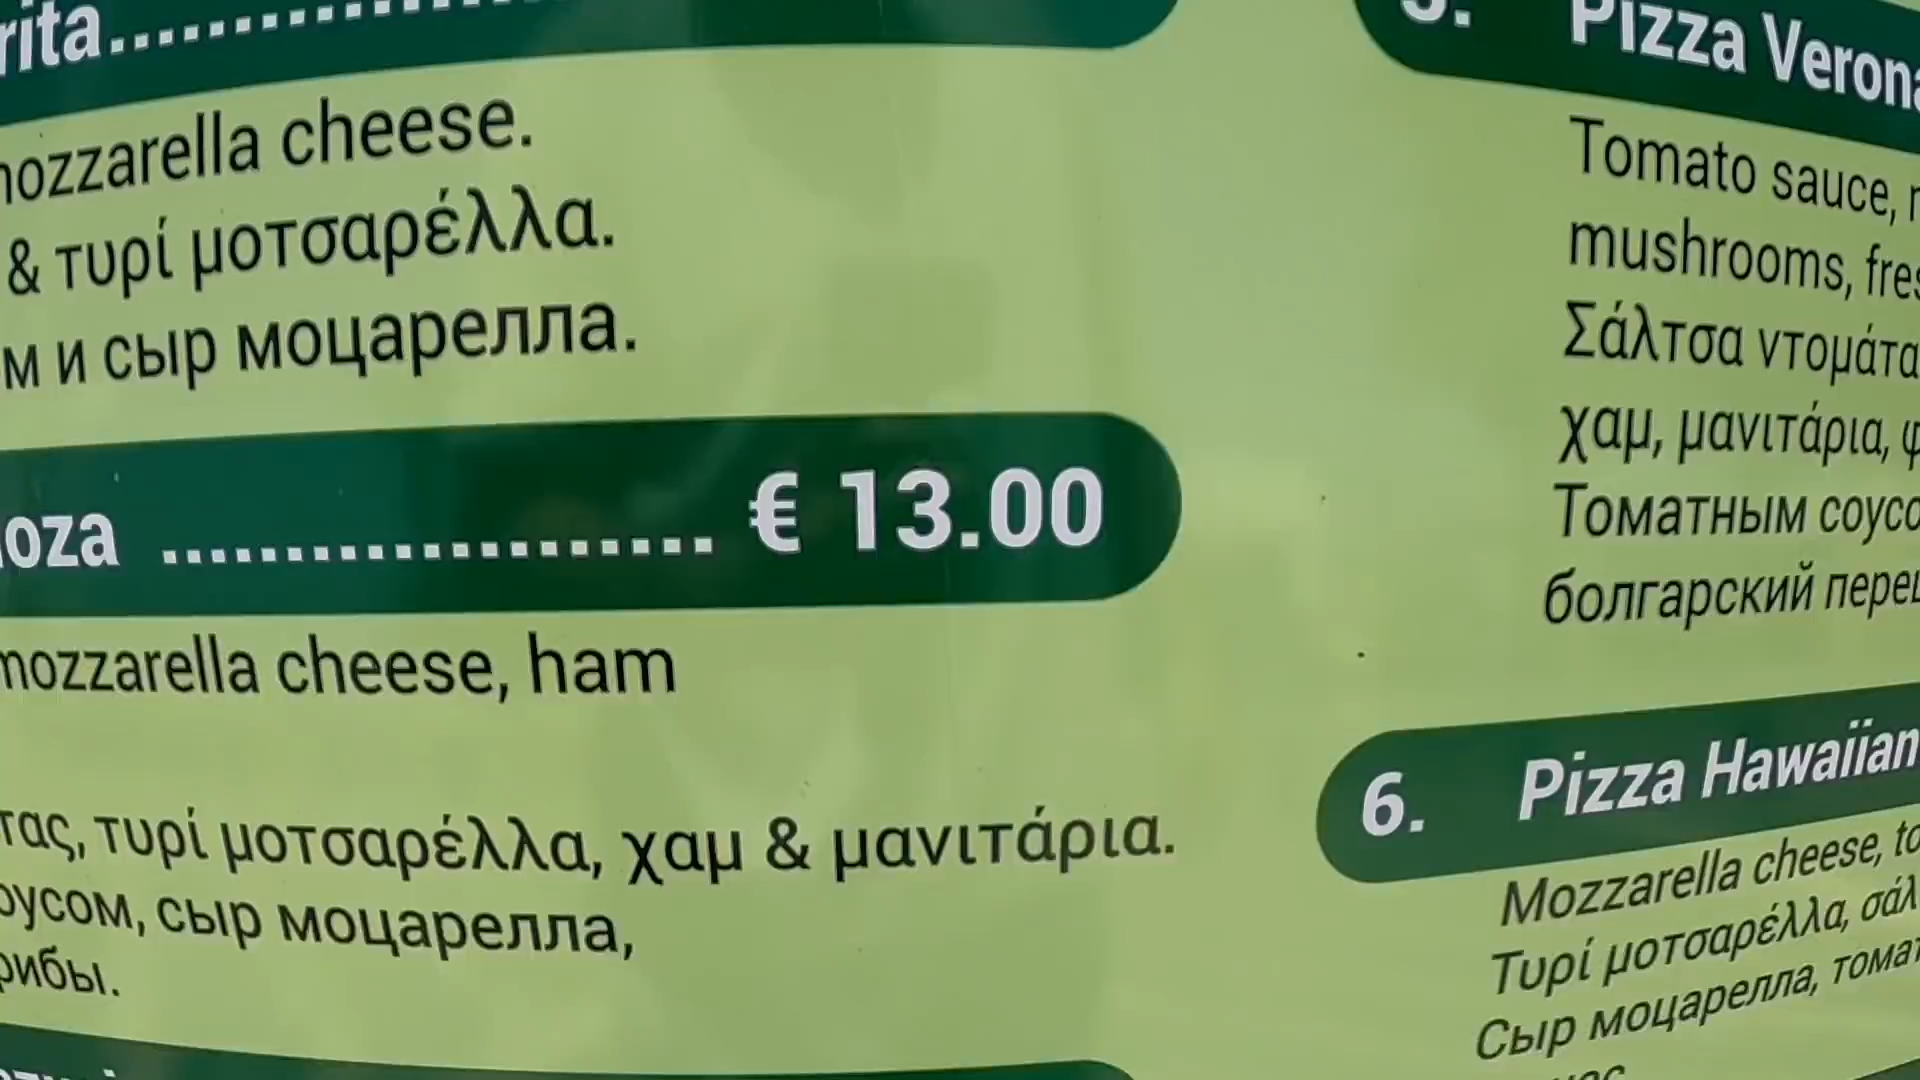 rita
mozzarella cheese.
& τυρί μοτσαρέλλα.
м и сыр моцарелла.
oza .................... € 13.00
mozzarella cheese, ham
τας, τυρί μοτσαρέλλα, χαμ & μανιτάρια.
оусом, сыр моцарелла,
рибы.
5. Pizza Verona
Tomato sauce,
mushrooms, fres
Σάλτσα ντομάτα
χαμ, μανιτάρια, φ
Томатным соусо
болгарский перец
6. Pizza Hawaiian
Mozzarella cheese, to
Τυρί μοτσαρέλλα, σάλ
Сыр моцарелла, томат